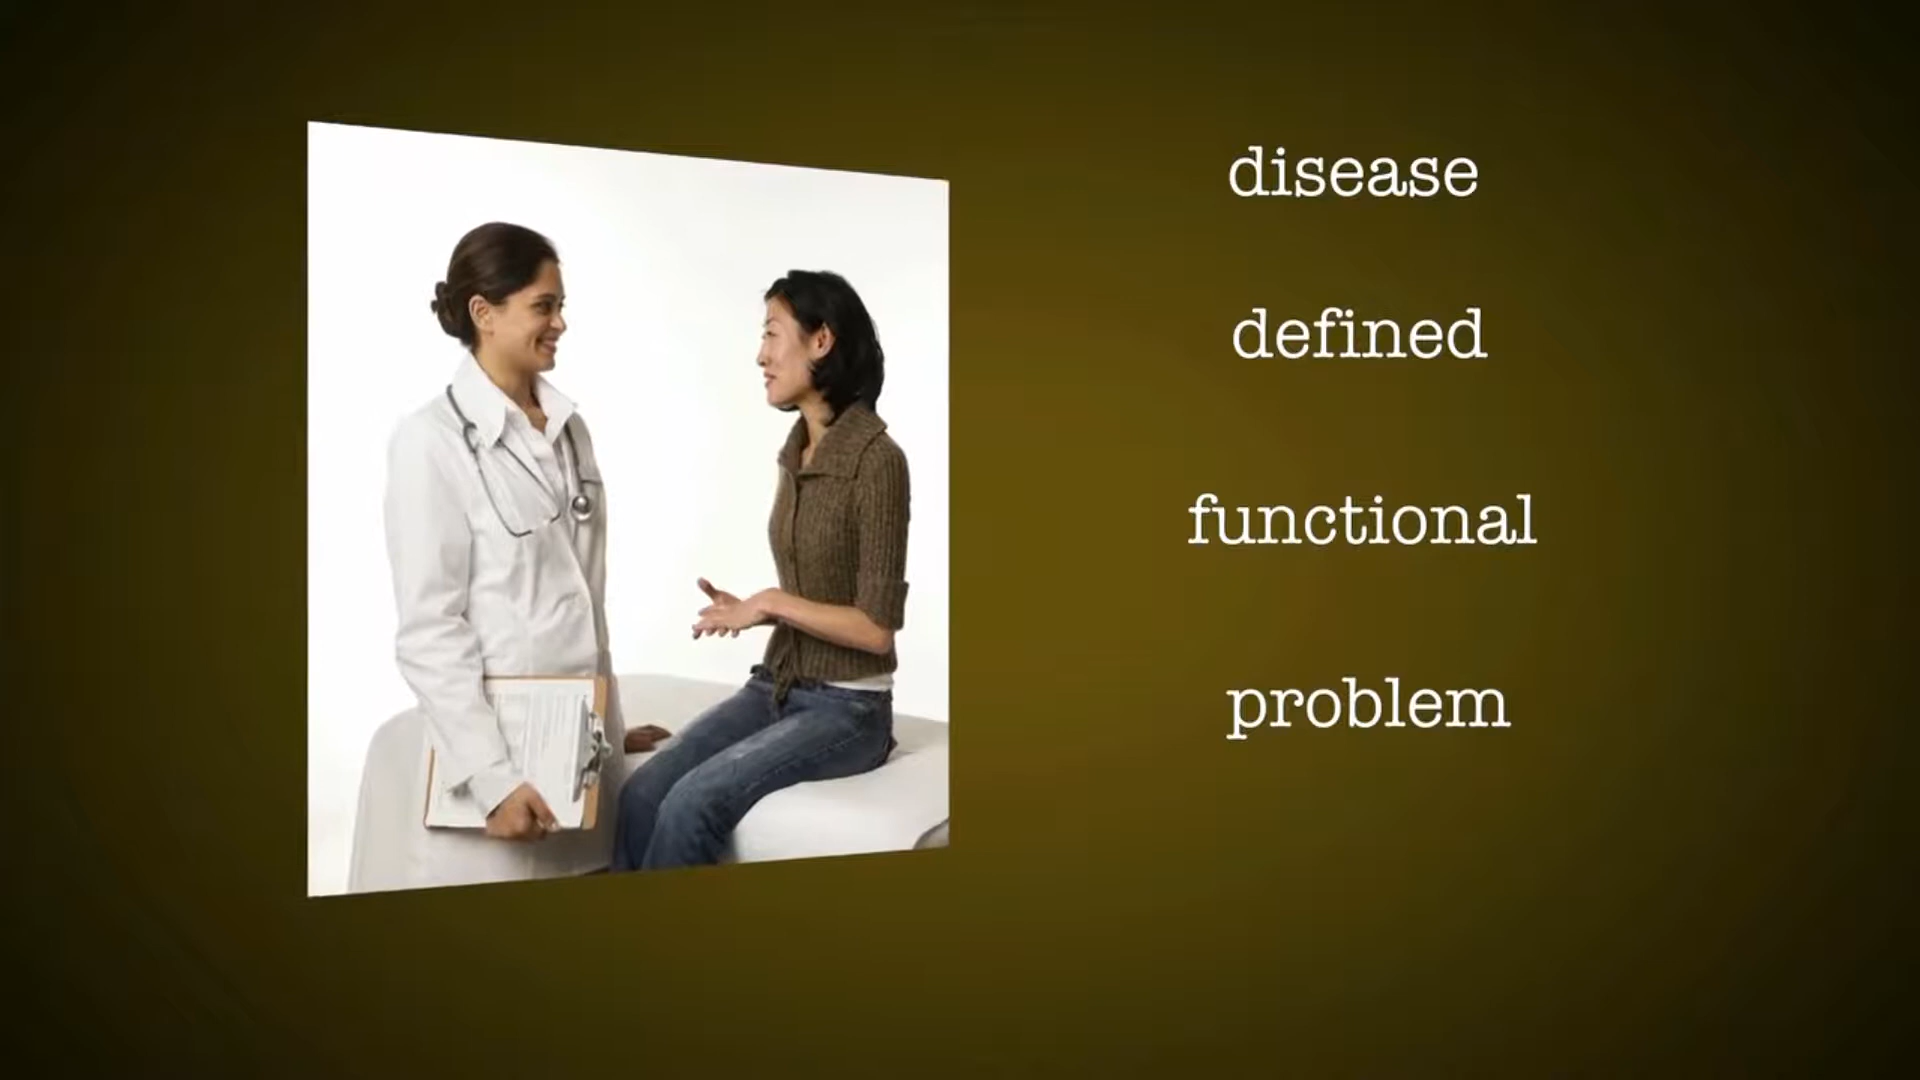 disease
defined
functional
problem